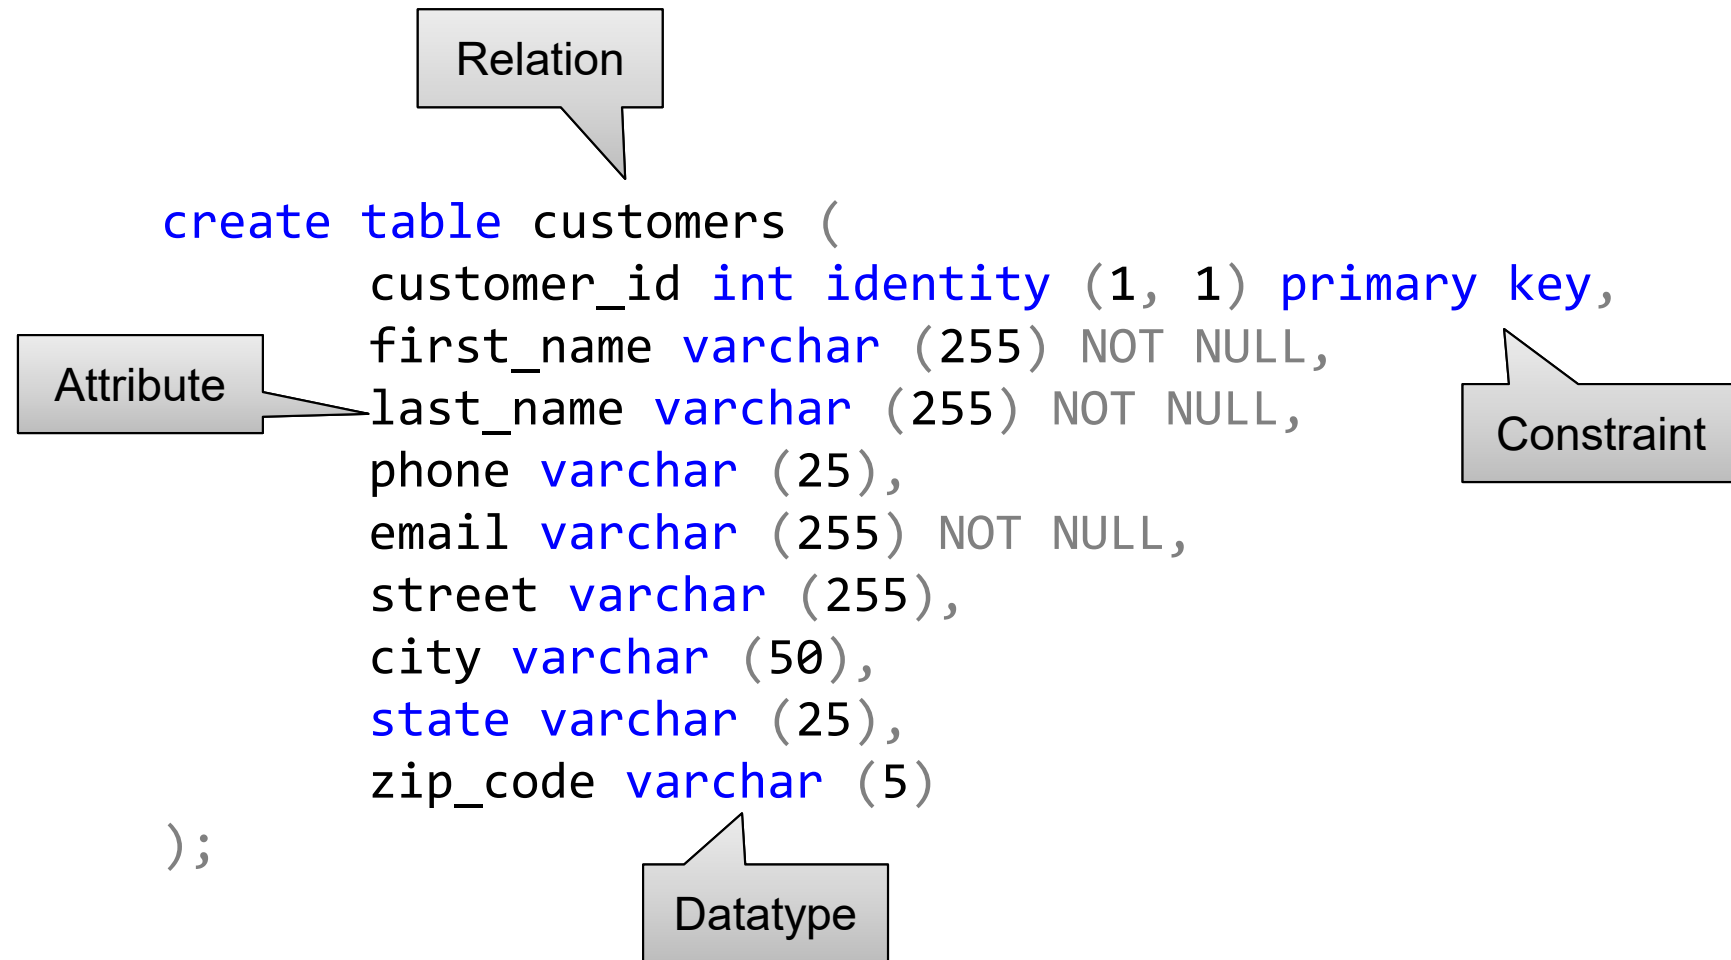 Relation
create table customers (
customer_id int identity (1, 1) primary key,
first_name varchar (255) NOT NULL,
Attribute
last_name varchar (255) NOT NULL,
Constraint
phone varchar (25),
email varchar (255) NOT NULL,
street varchar (255),
city varchar (50),
state varchar (25),
zip_code varchar (5)
);
Datatype